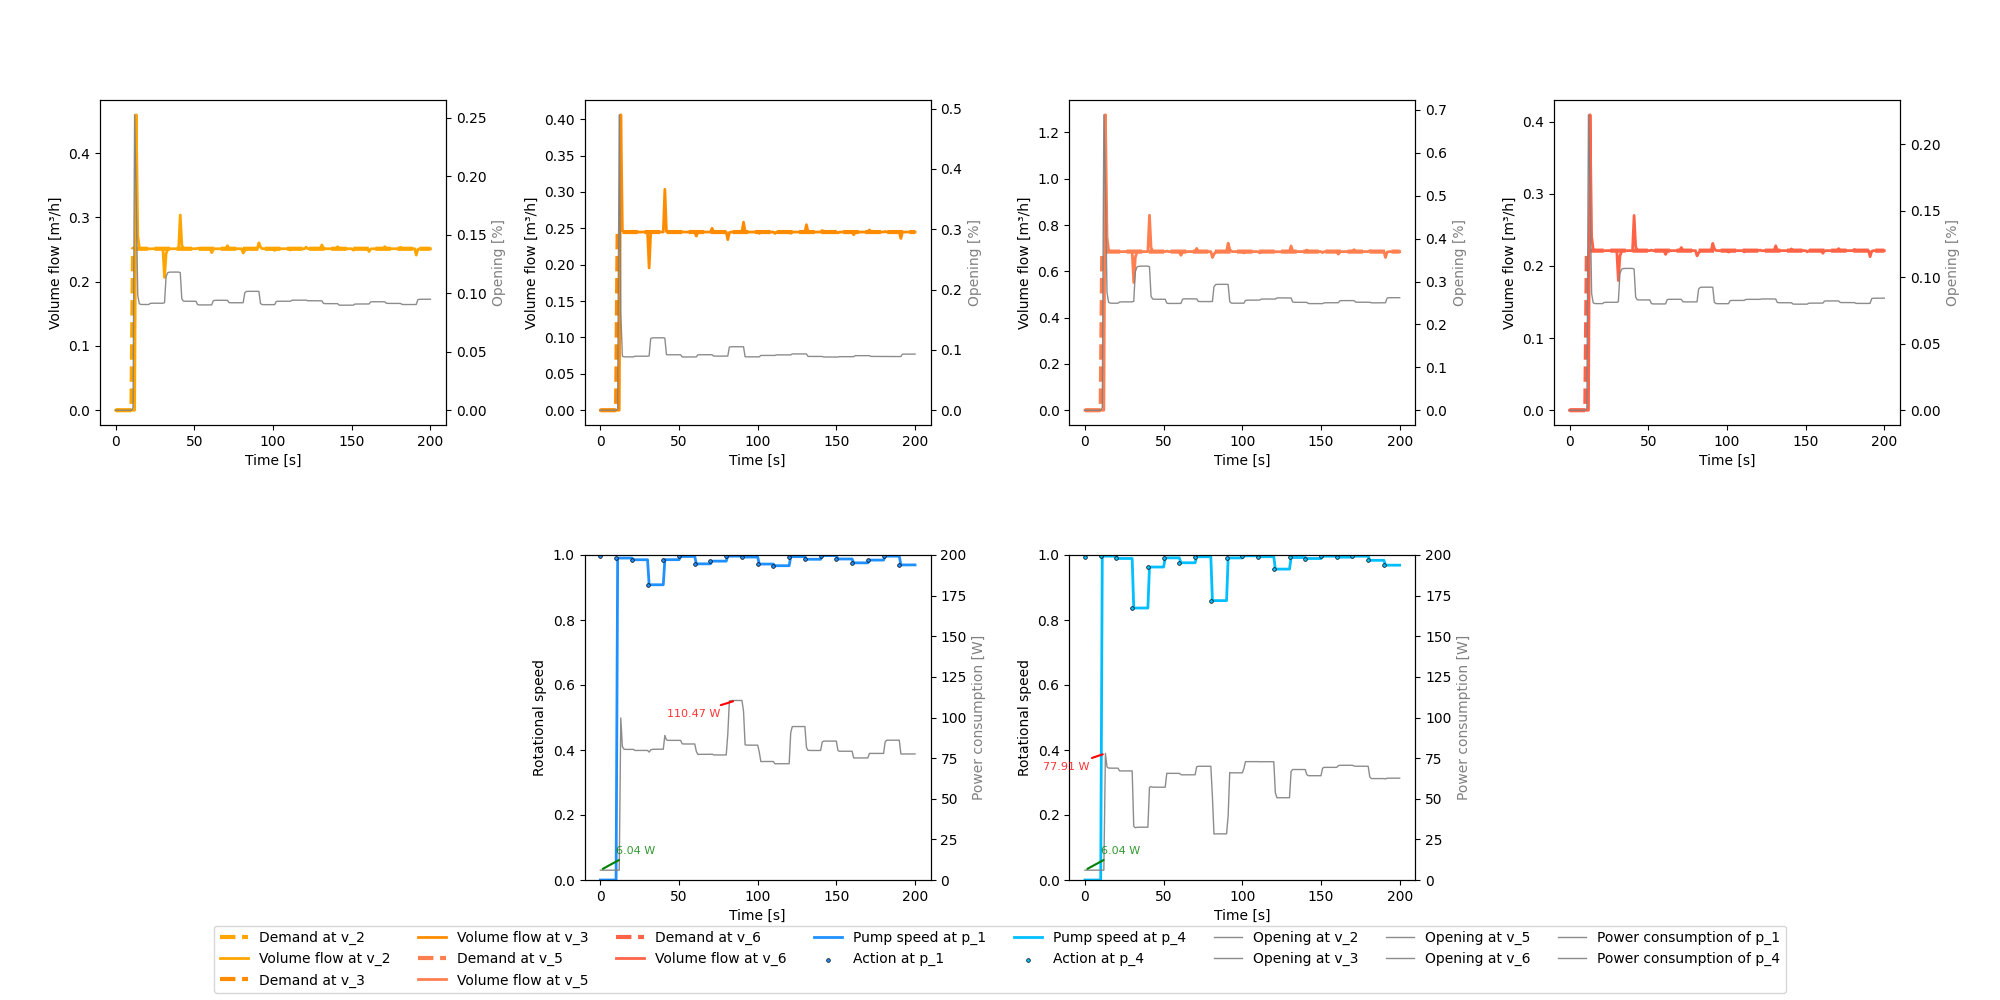 Volume flow [m³/h]
0.4
0.3
0.2
0.1
0.0
0.25
0.20
0.15
0.10
0.05
0.00
Opening [%]
0 50 100 150 200
Time [s]
Volume flow [m³/h]
0.40
0.35
0.30
0.25
0.20
0.15
0.10
0.05
0.00
0.5
0.4
0.3
0.2
0.1
0.0
Opening [%]
0 50 100 150 200
Time [s]
Volume flow [m³/h]
1.2
1.0
0.8
0.6
0.4
0.2
0.0
0.7
0.6
0.5
0.4
0.3
0.2
0.1
0.0
Opening [%]
0 50 100 150 200
Time [s]
Volume flow [m³/h]
0.4
0.3
0.2
0.1
0.0
0.20
0.15
0.10
0.05
0.00
Opening [%]
0 50 100 150 200
Time [s]
Rotational speed
1.0
0.8
0.6
0.4
0.2
0.0
110.47 W
6.04 W
200
175
150
125
100
75
50
25
0
Power consumption [W]
0 50 100 150 200
Time [s]
Rotational speed
1.0
0.8
0.6
0.4
0.2
0.0
77.91 W
6.04 W
200
175
150
125
100
75
50
25
0
Power consumption [W]
0 50 100 150 200
Time [s]
Demand at v_2
Volume flow at v_2
Demand at v_3
Volume flow at v_3
Demand at v_5
Volume flow at v_5
Demand at v_6
Volume flow at v_6
Pump speed at p_1
Action at p_1
Pump speed at p_4
Action at p_4
Opening at v_2
Opening at v_3
Opening at v_5
Opening at v_6
Power consumption of p_1
Power consumption of p_4